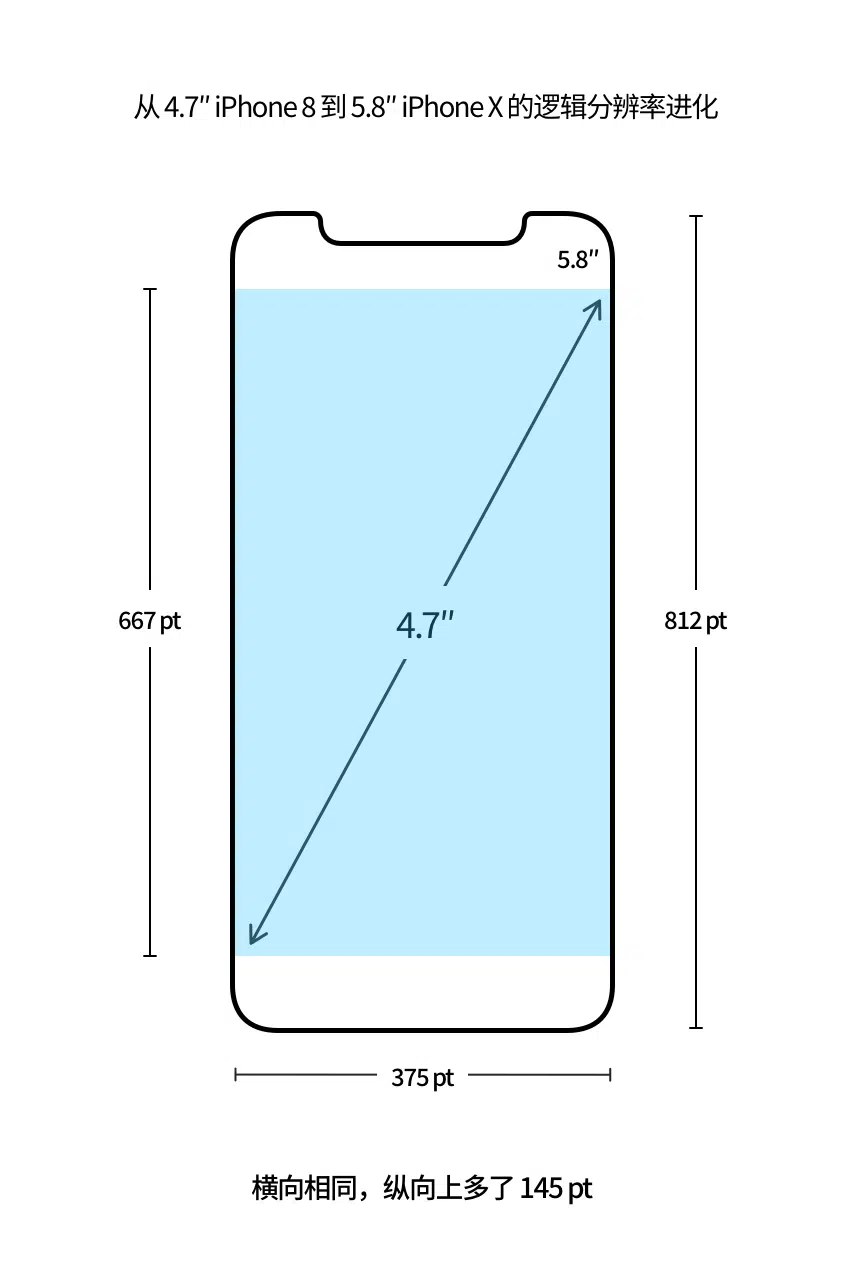 从 4.7″ iPhone 8 到 5.8″ iPhone X 的逻辑分辨率进化
5.8″
4.7″
667 pt
812 pt
375 pt
横向相同，纵向上多了 145 pt